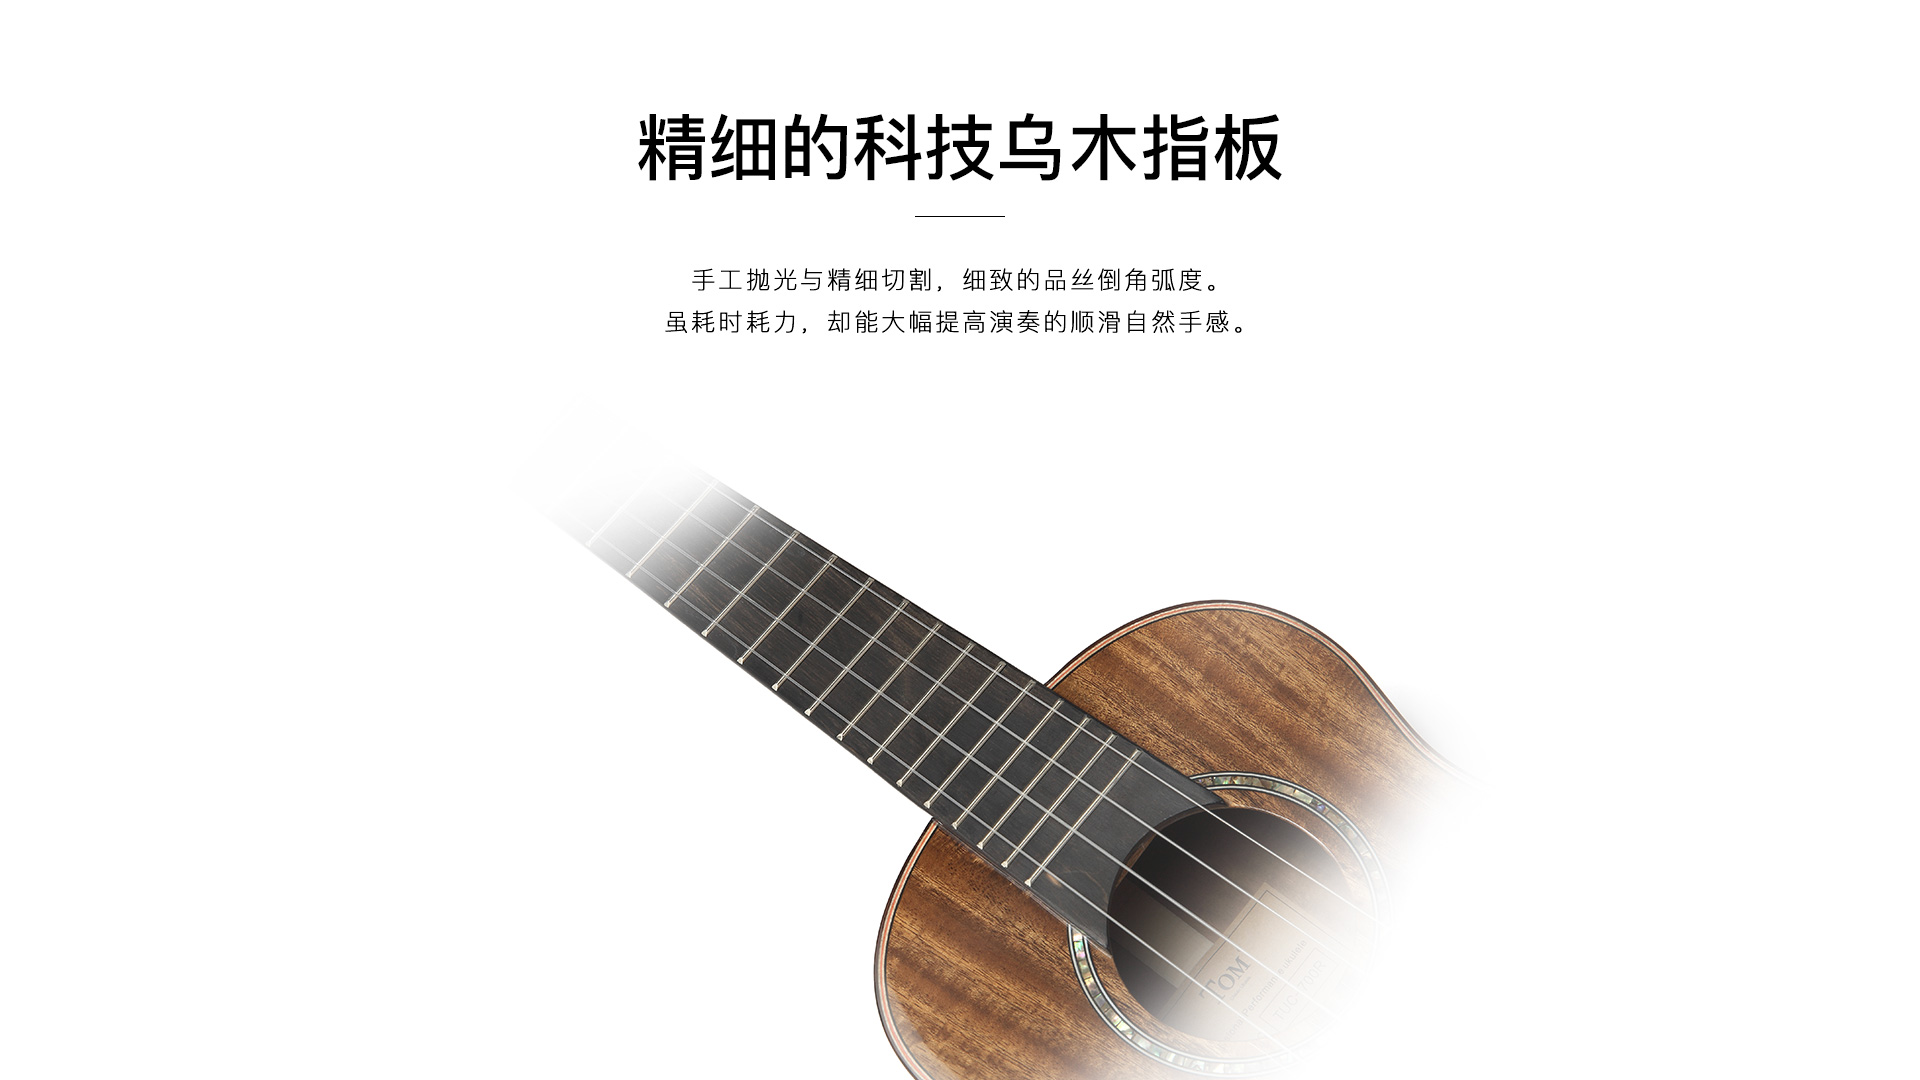 精细的科技乌木指板
手工抛光与精细切割，细致的品丝倒角弧度。
虽耗时耗力，却能大幅提高演奏的顺滑自然手感。
TOM